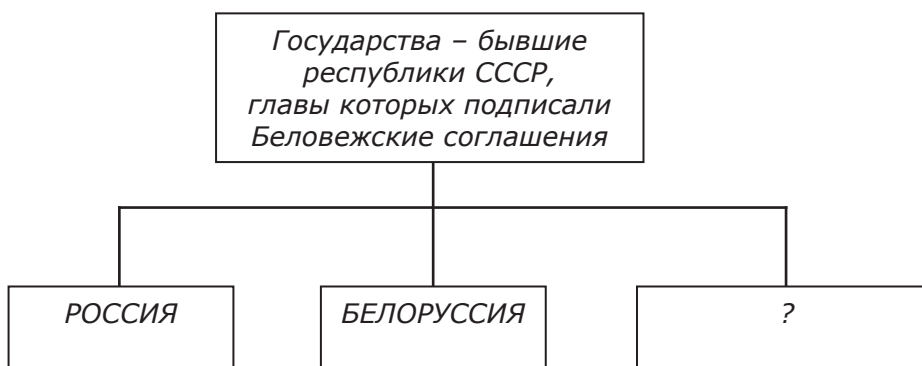 Государства – бывшие
республики СССР,
главы которых подписали
Беловежские соглашения
РОССИЯ
БЕЛОРУССИЯ
?